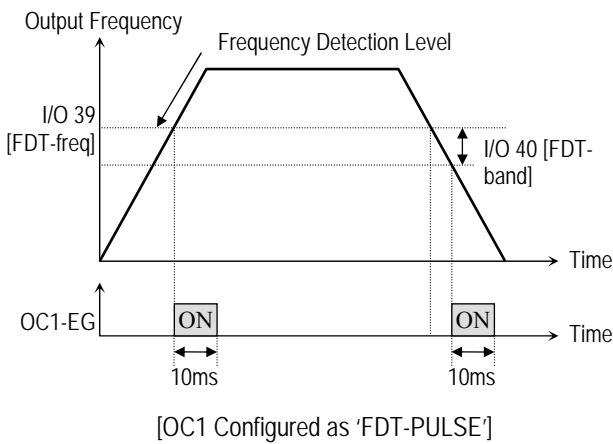 Output Frequency
Frequency Detection Level
I/O 39
[FDT-freq]
I/O 40 [FDT-
band]
Time
OC1-EG
ON
ON
Time
10ms
10ms
[OC1 Configured as 'FDT-PULSE']